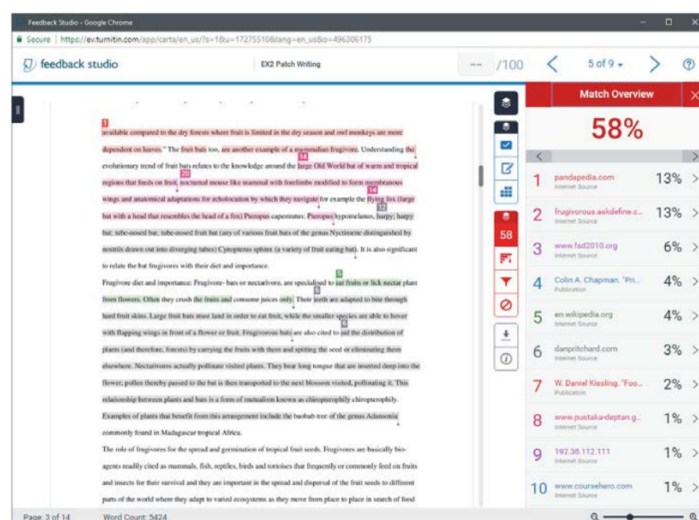 Feedback Studio - Google Chrome
Secure | https://ev.turnitin.com/app/carta/en_us/?s=1&u=172755108&lang=en_us&o=496306175
feedback studio
EX2 Patch Writing
-- /100
5 of 9
1
available compared to the dry forests where fruit is limited in the dry season and owl monkeys are more
dependent on leaves." The fruit bats too, are another example of a mammalian frugivore. Understanding the
14
evolutionary trend of fruit bats relates to the knowledge around the large Old World bat of warm and tropical
20
regions that feeds on fruit, nocturnal mouse like mammal with forelimbs modified to form membranous
14
wings and anatomical adaptations for echolocation by which they navigate for example the flying fox (large
12
bat with a head that resembles the head of a fox) Pteropus capestratus; Pteropus hypomelanus, harpy; harpy
bat; tube-nosed bat; tube-nosed fruit bat (any of various fruit bats of the genus Nyctimene distinguished by
nostrils drawn out into diverging tubes) Cynopterus sphinx (a variety of fruit eating bat). It is also significant
to relate the bat frugivores with their diet and importance.
5
Frugivore diet and importance: Frugivore- bats or nectarivore, are specialised to eat fruits or lick nectar plant
6
from flowers. Often they crush the fruits and consume juices only. Their teeth are adapted to bite through
hard fruit skins. Large fruit bats must land in order to eat fruit, while the smaller species are able to hover
6
with flapping wings in front of a flower or fruit. Frugivorous bats are also cited to aid the distribution of
plants (and therefore, forests) by carrying the fruits with them and spitting the seed or eliminating them
elsewhere. Nectarivores actually pollinate visited plants. They bear long tongue that are inserted deep into the
flower; pollen thereby passed to the bat is then transported to the next blossom visited, pollinating it. This
relationship between plants and bats is a form of mutualism known as chiropterophily chiropterophily.
Examples of plants that benefit from this arrangement include the baobab tree of the genus Adansonia
commonly found in Madagascar tropical Africa.
The role of frugivores for the spread and germination of tropical fruit seeds. Frugivores are basically bio-
agents readily cited as mammals, fish, reptiles, birds and tortoises that frequently or commonly feed on fruits
and insects for their survival and they are important in the spread and dispersal of the fruit seeds to different
parts of the world where they adapt to varied ecosystems as they move from place to place in search of food
Page: 3 of 14
Word Count: 5424
58
Match Overview
58%
1 pandapedia.com 13%
Internet Source
2 frugivorous.askdefine.c... 13%
Internet Source
3 www.fsd2010.org 6%
Internet Source
4 Colin A. Chapman. "Pri... 4%
Publication
5 en.wikipedia.org 4%
Internet Source
6 danpritchard.com 3%
Internet Source
7 W. Daniel Kissling. "Foo... 2%
Publication
8 www.pustaka-deptan.g... 1%
Internet Source
9 192.38.112.111 1%
Internet Source
10 www.coursehero.com 1%
Internet Source